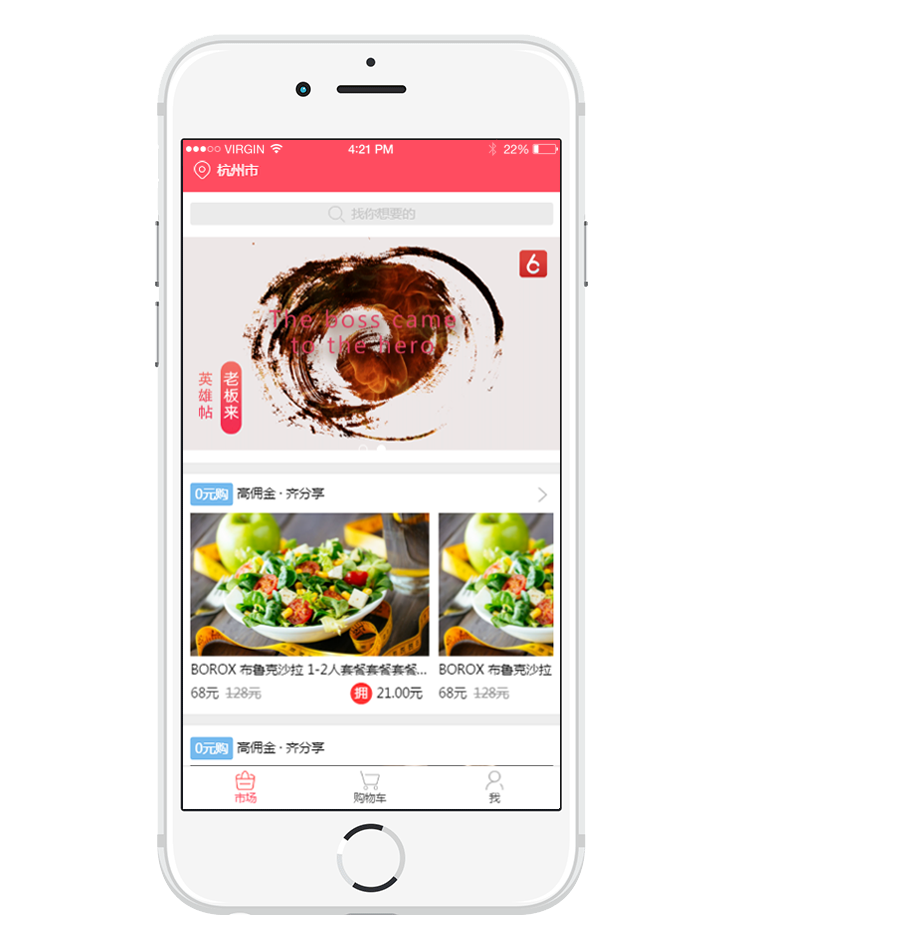 VIRGIN 4:21 PM 22%
杭州市
找你想要的
The boss came
to the hero
英雄帖
老板来
0元购 高佣金 · 齐分享
BOROX 布鲁克沙拉 1-2人套餐套餐套餐...
68元 128元 拥 21.00元
BOROX 布鲁克沙拉
68元 128元
0元购 高佣金 · 齐分享
市场 购物车 我